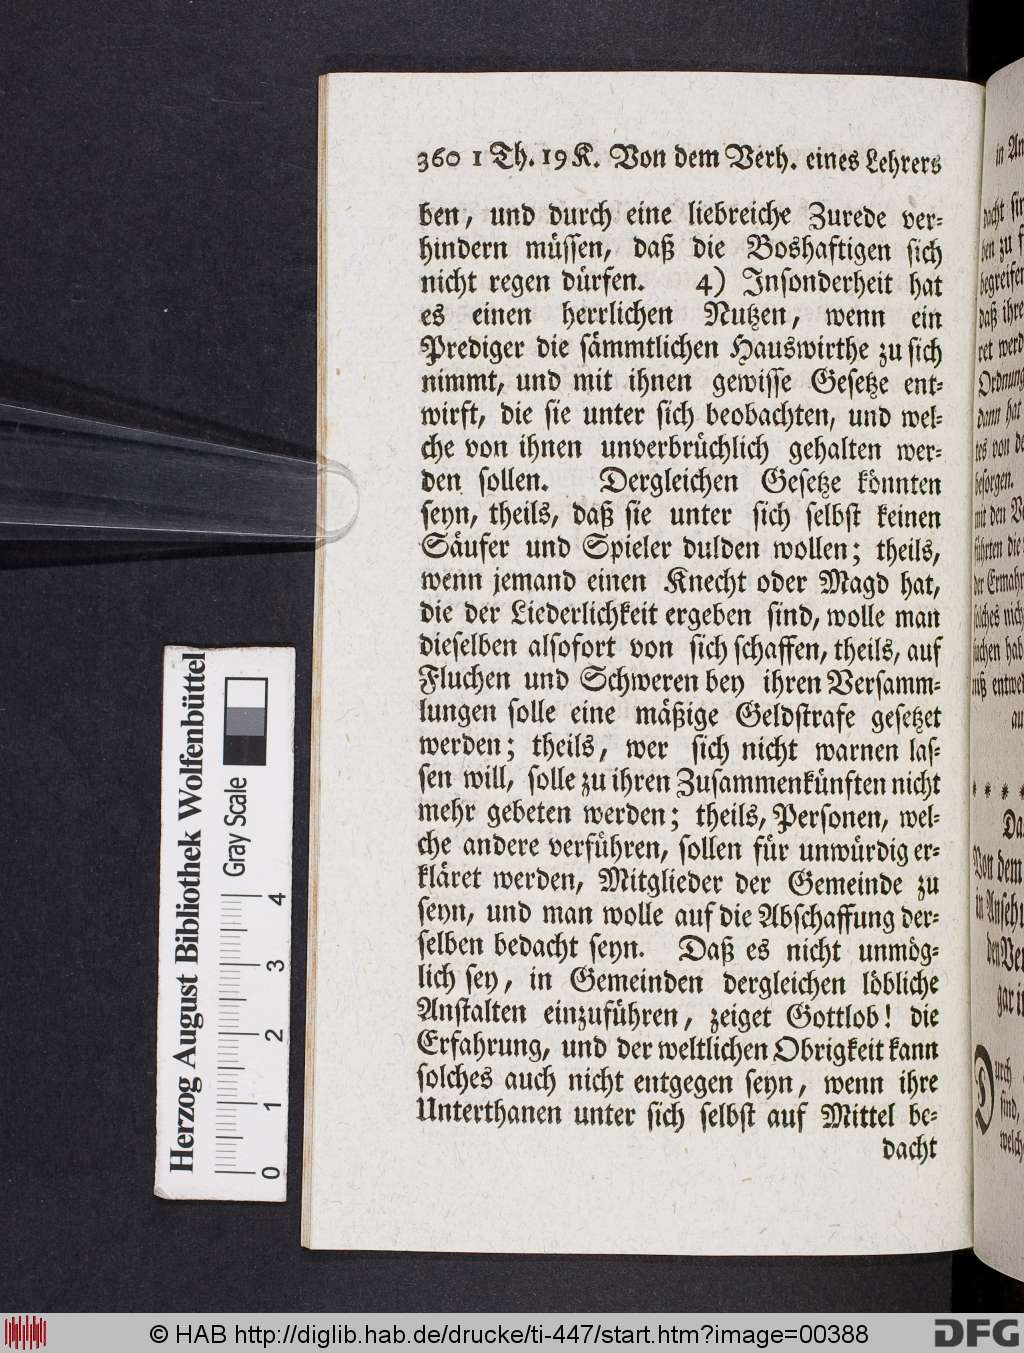 360 1 Th. 19 K. Von dem Verh. eines Lehrers
ben, und durch eine liebreiche Zurede ver-
hindern müssen, daß die Boshaftigen sich
nicht regen dürfen. 4) Insonderheit hat
es einen herrlichen Nutzen, wenn ein
Prediger die sämmtlichen Hauswirthe zu sich
nimmt, und mit ihnen gewisse Gesetze ent-
wirft, die sie unter sich beobachten, und wel-
che von ihnen unverbrüchlich gehalten wer-
den sollen. Dergleichen Gesetze könnten
seyn, theils, daß sie unter sich selbst keinen
Säufer und Spieler dulden wollen; theils,
wenn jemand einen Knecht oder Magd hat,
die der Liederlichkeit ergeben sind, wolle man
dieselben alsofort von sich schaffen, theils, auf
Fluchen und Schweren bey ihren Versamm-
lungen solle eine mäßige Geldstrafe gesetzet
werden; theils, wer sich nicht warnen las-
sen will, solle zu ihren Zusammenkünften nicht
mehr gebeten werden; theils, Personen, wel-
che andere verführen, sollen für unwürdig er-
kläret werden, Mitglieder der Gemeinde zu
seyn, und man wolle auf die Abschaffung der-
selben bedacht seyn. Daß es nicht unmög-
lich sey, in Gemeinden dergleichen löbliche
Anstalten einzuführen, zeiget Gottlob! die
Erfahrung, und der weltlichen Obrigkeit kann
solches auch nicht entgegen seyn, wenn ihre
Unterthanen unter sich selbst auf Mittel be-
dacht
Herzog August Bibliothek Wolfenbüttel
Gray Scale
0 1 2 3 4
© HAB http://diglib.hab.de/drucke/ti-447/start.htm?image=00388
DFG